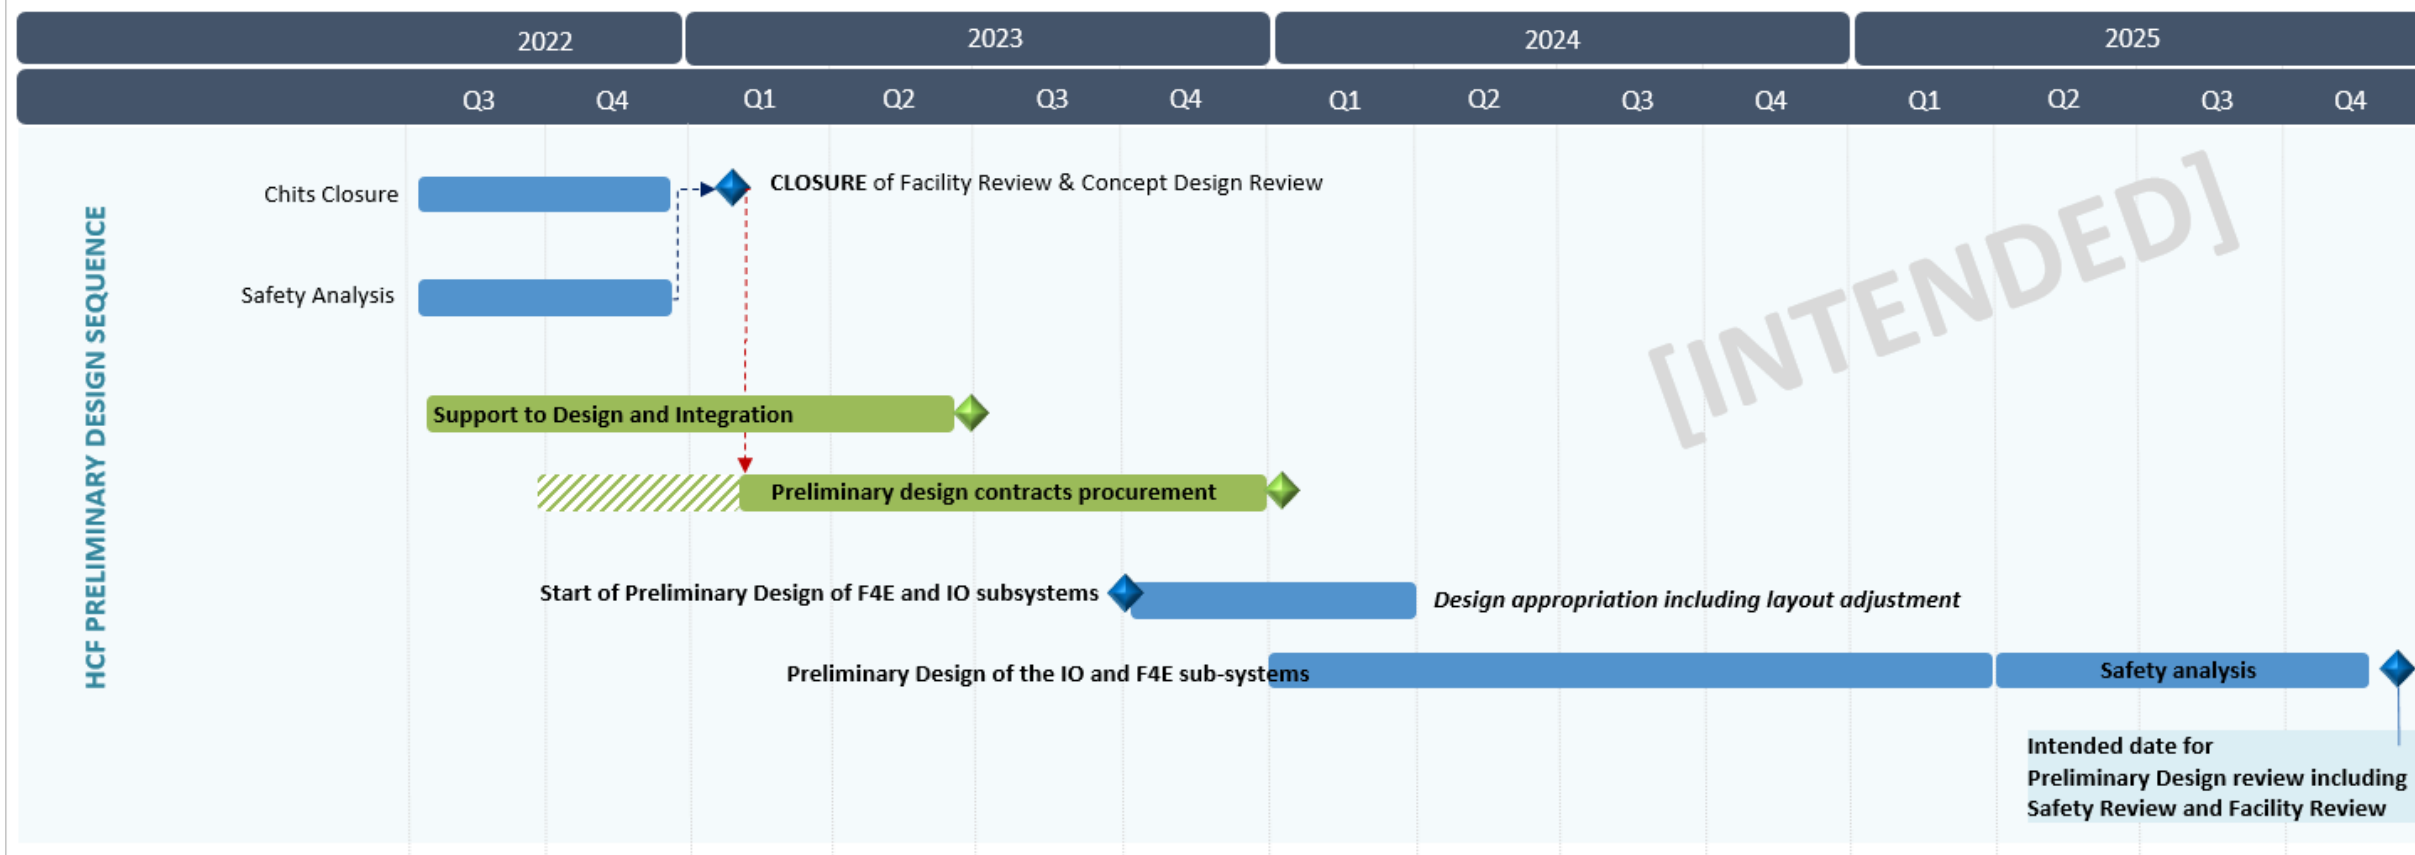 2022 2023 2024 2025
Q3 Q4 Q1 Q2 Q3 Q4 Q1 Q2 Q3 Q4 Q1 Q2 Q3 Q4
HCF PRELIMINARY DESIGN SEQUENCE
Chits Closure
CLOSURE of Facility Review & Concept Design Review
Safety Analysis
[INTENDED]
Support to Design and Integration
Preliminary design contracts procurement
Start of Preliminary Design of F4E and IO subsystems
Design appropriation including layout adjustment
Preliminary Design of the IO and F4E sub-systems
Safety analysis
Intended date for
Preliminary Design review including
Safety Review and Facility Review